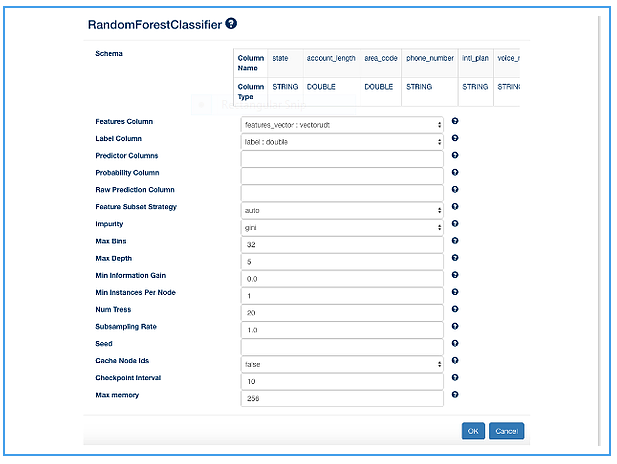 RandomForestClassifier ?
Schema
Column Name state account_length area_code phone_number intl_plan voice_r
Column Type STRING DOUBLE DOUBLE STRING STRING STRIN
Features Column features_vector : vectorudt ?
Label Column label : double ?
Predictor Columns ?
Probability Column ?
Raw Prediction Column ?
Feature Subset Strategy auto ?
Impurity gini ?
Max Bins 32 ?
Max Depth 5 ?
Min Information Gain 0.0 ?
Min Instances Per Node 1 ?
Num Tress 20 ?
Subsampling Rate 1.0 ?
Seed ?
Cache Node Ids false ?
Checkpoint Interval 10 ?
Max memory 256 ?
OK Cancel